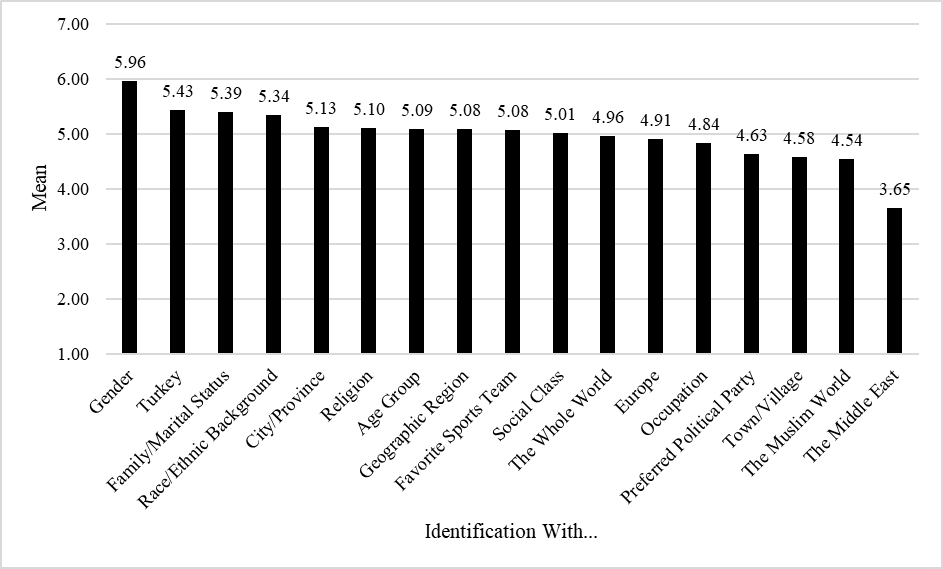 7.00
6.00
5.00
4.00
3.00
2.00
1.00
Mean
5.96
5.43
5.39
5.34
5.13
5.10
5.09
5.08
5.08
5.01
4.96
4.91
4.84
4.63
4.58
4.54
3.65
Gender
Turkey
Family/Marital Status
Race/Ethnic Background
City/Province
Religion
Age Group
Geographic Region
Favorite Sports Team
Social Class
The Whole World
Europe
Occupation
Preferred Political Party
Town/Village
The Muslim World
The Middle East
Identification With...